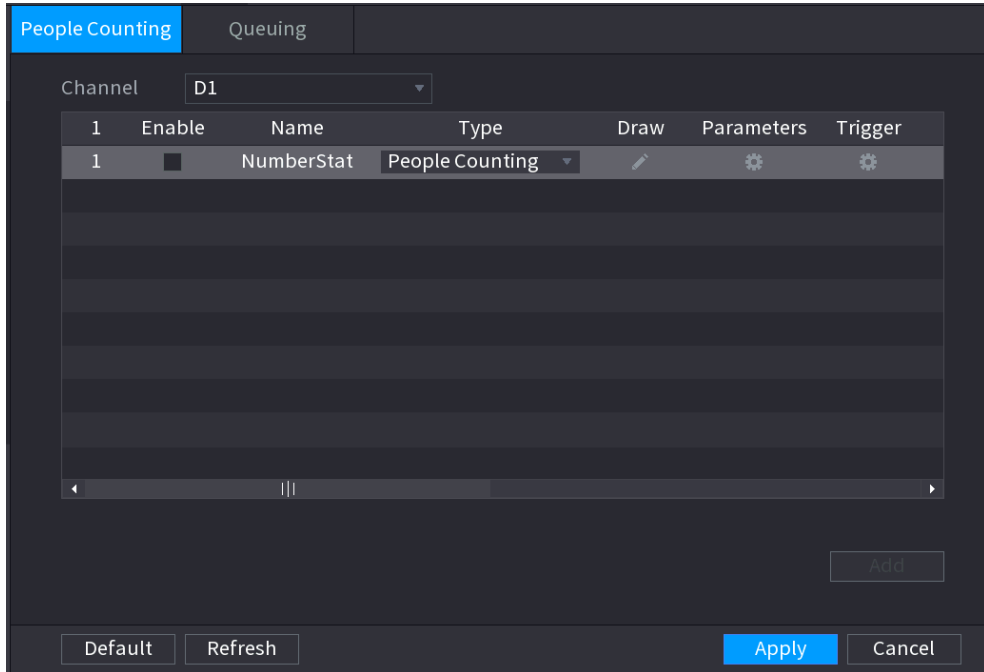 People Counting Queuing
Channel D1
1 Enable Name Type Draw Parameters Trigger
1 NumberStat People Counting
Add
Default Refresh Apply Cancel